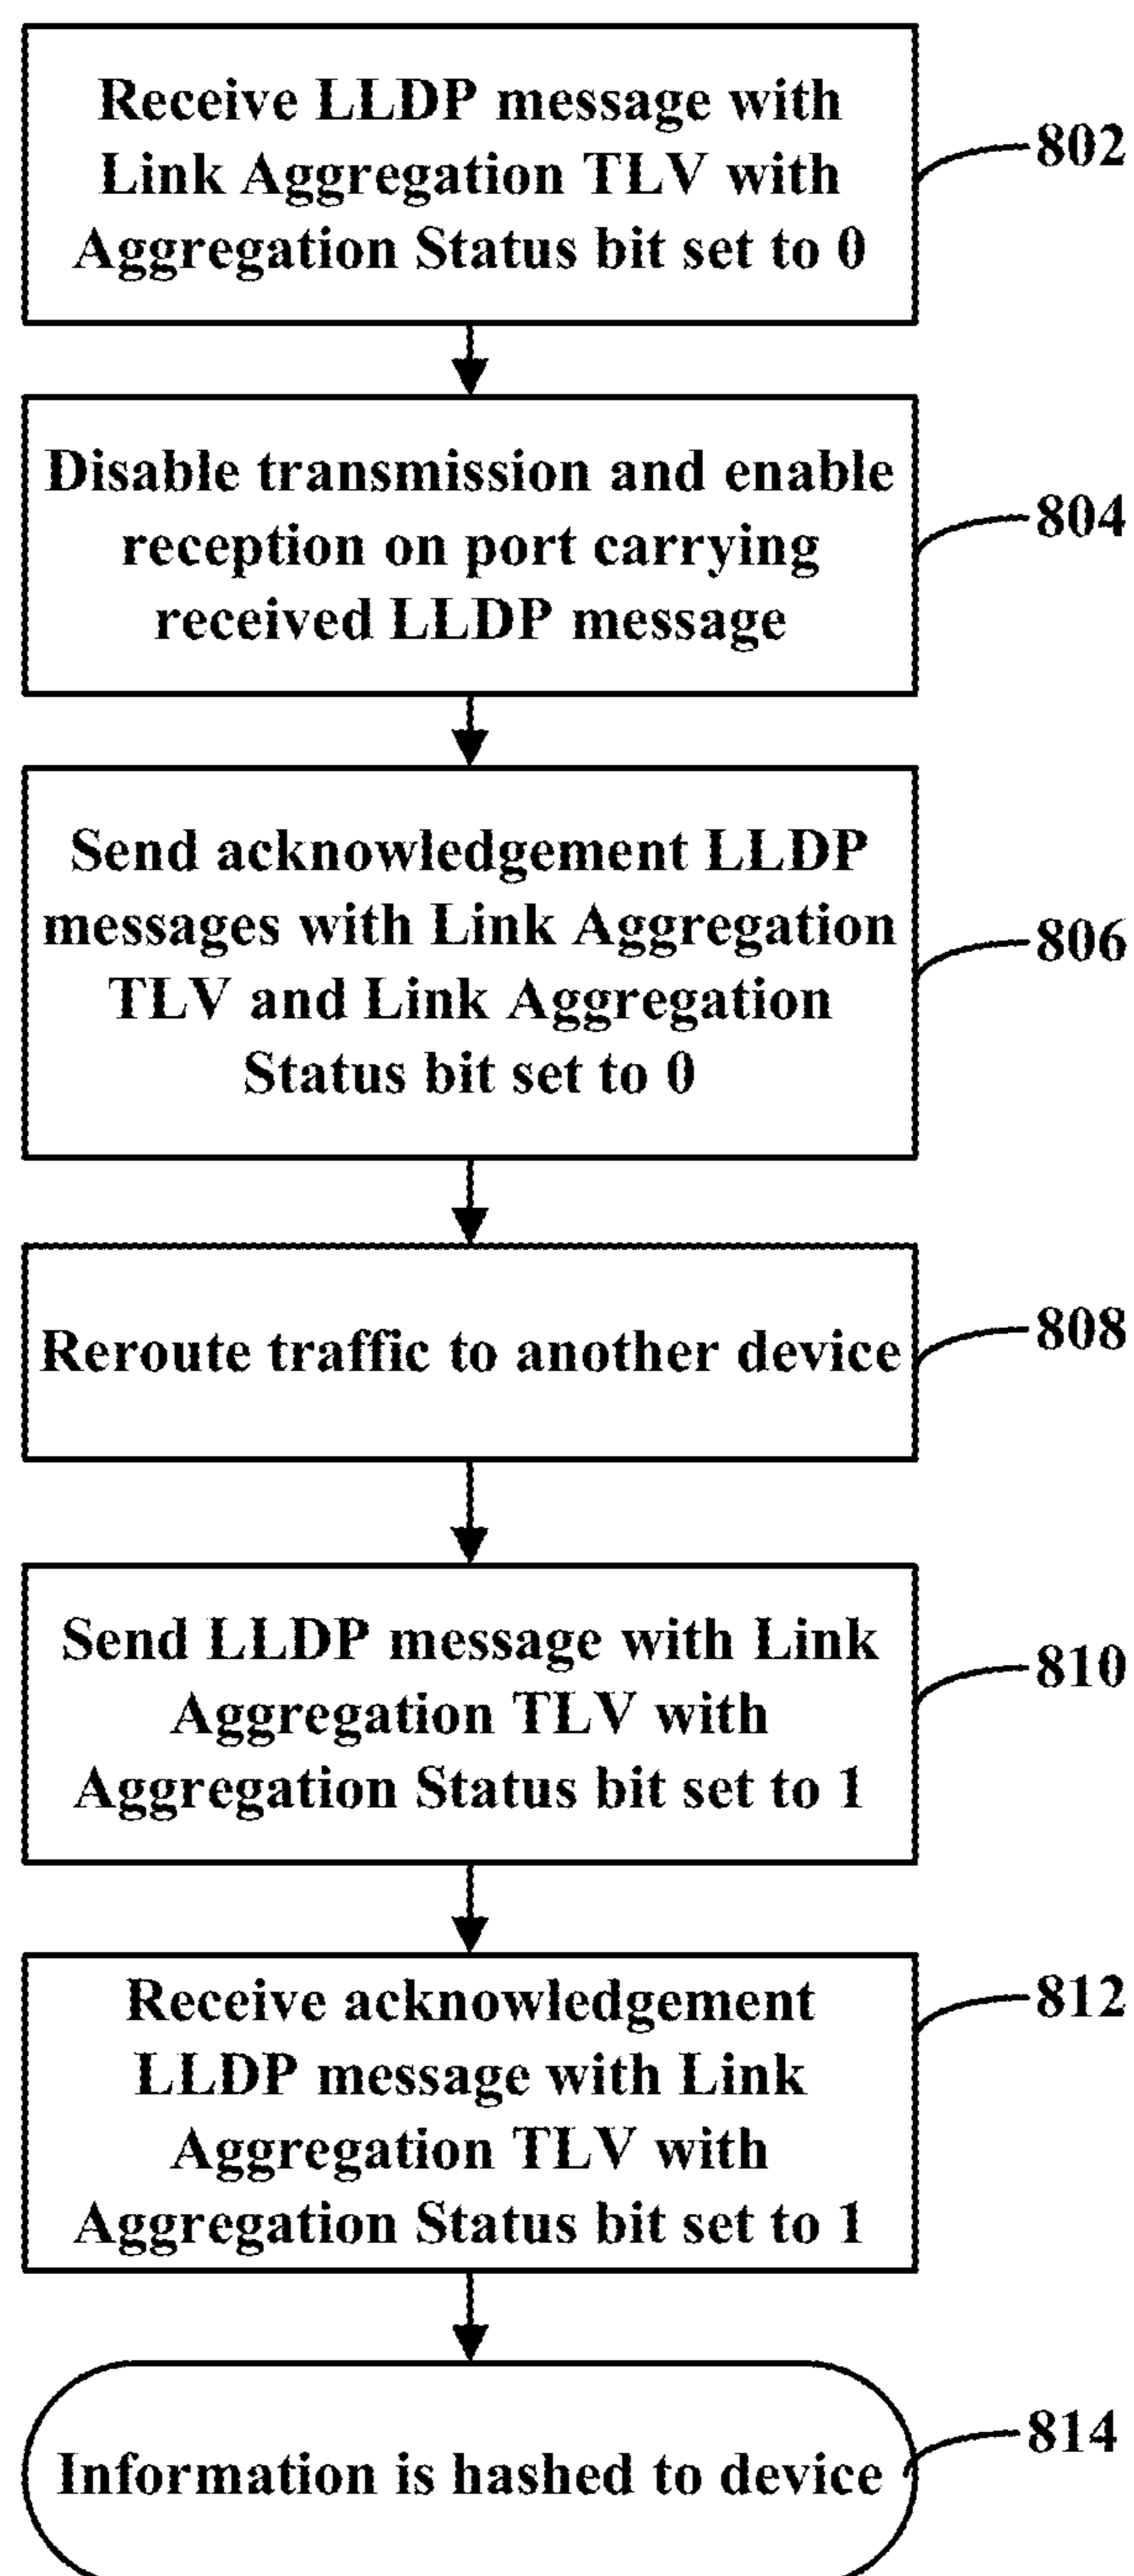 Receive LLDP message with
Link Aggregation TLV with
Aggregation Status bit set to 0
802
Disable transmission and enable
reception on port carrying
received LLDP message
804
Send acknowledgement LLDP
messages with Link Aggregation
TLV and Link Aggregation
Status bit set to 0
806
Reroute traffic to another device
808
Send LLDP message with Link
Aggregation TLV with
Aggregation Status bit set to 1
810
Receive acknowledgement
LLDP message with Link
Aggregation TLV with
Aggregation Status bit set to 1
812
Information is hashed to device
814